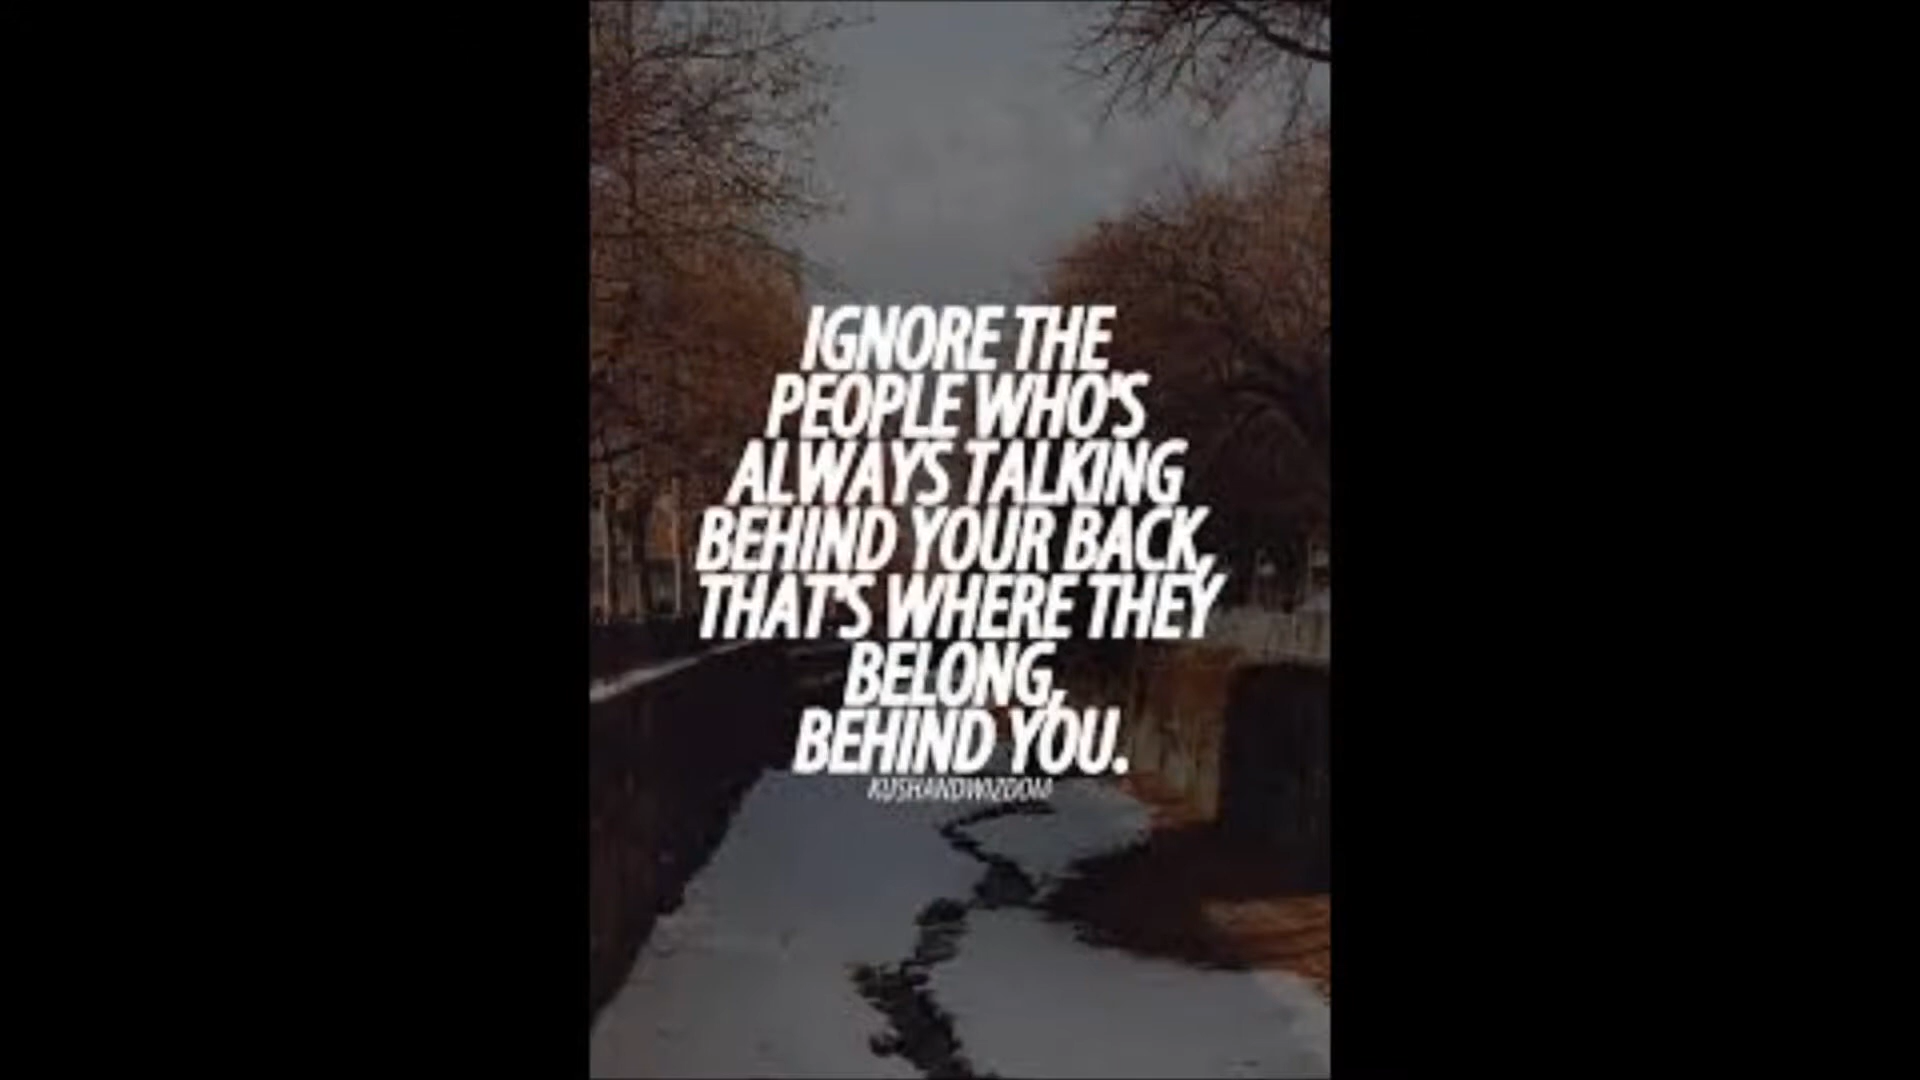 IGNORE THE
PEOPLE WHO'S
ALWAYS TALKING
BEHIND YOUR BACK,
THAT'S WHERE THEY
BELONG,
BEHIND YOU.
KUSHANDWIZDOM